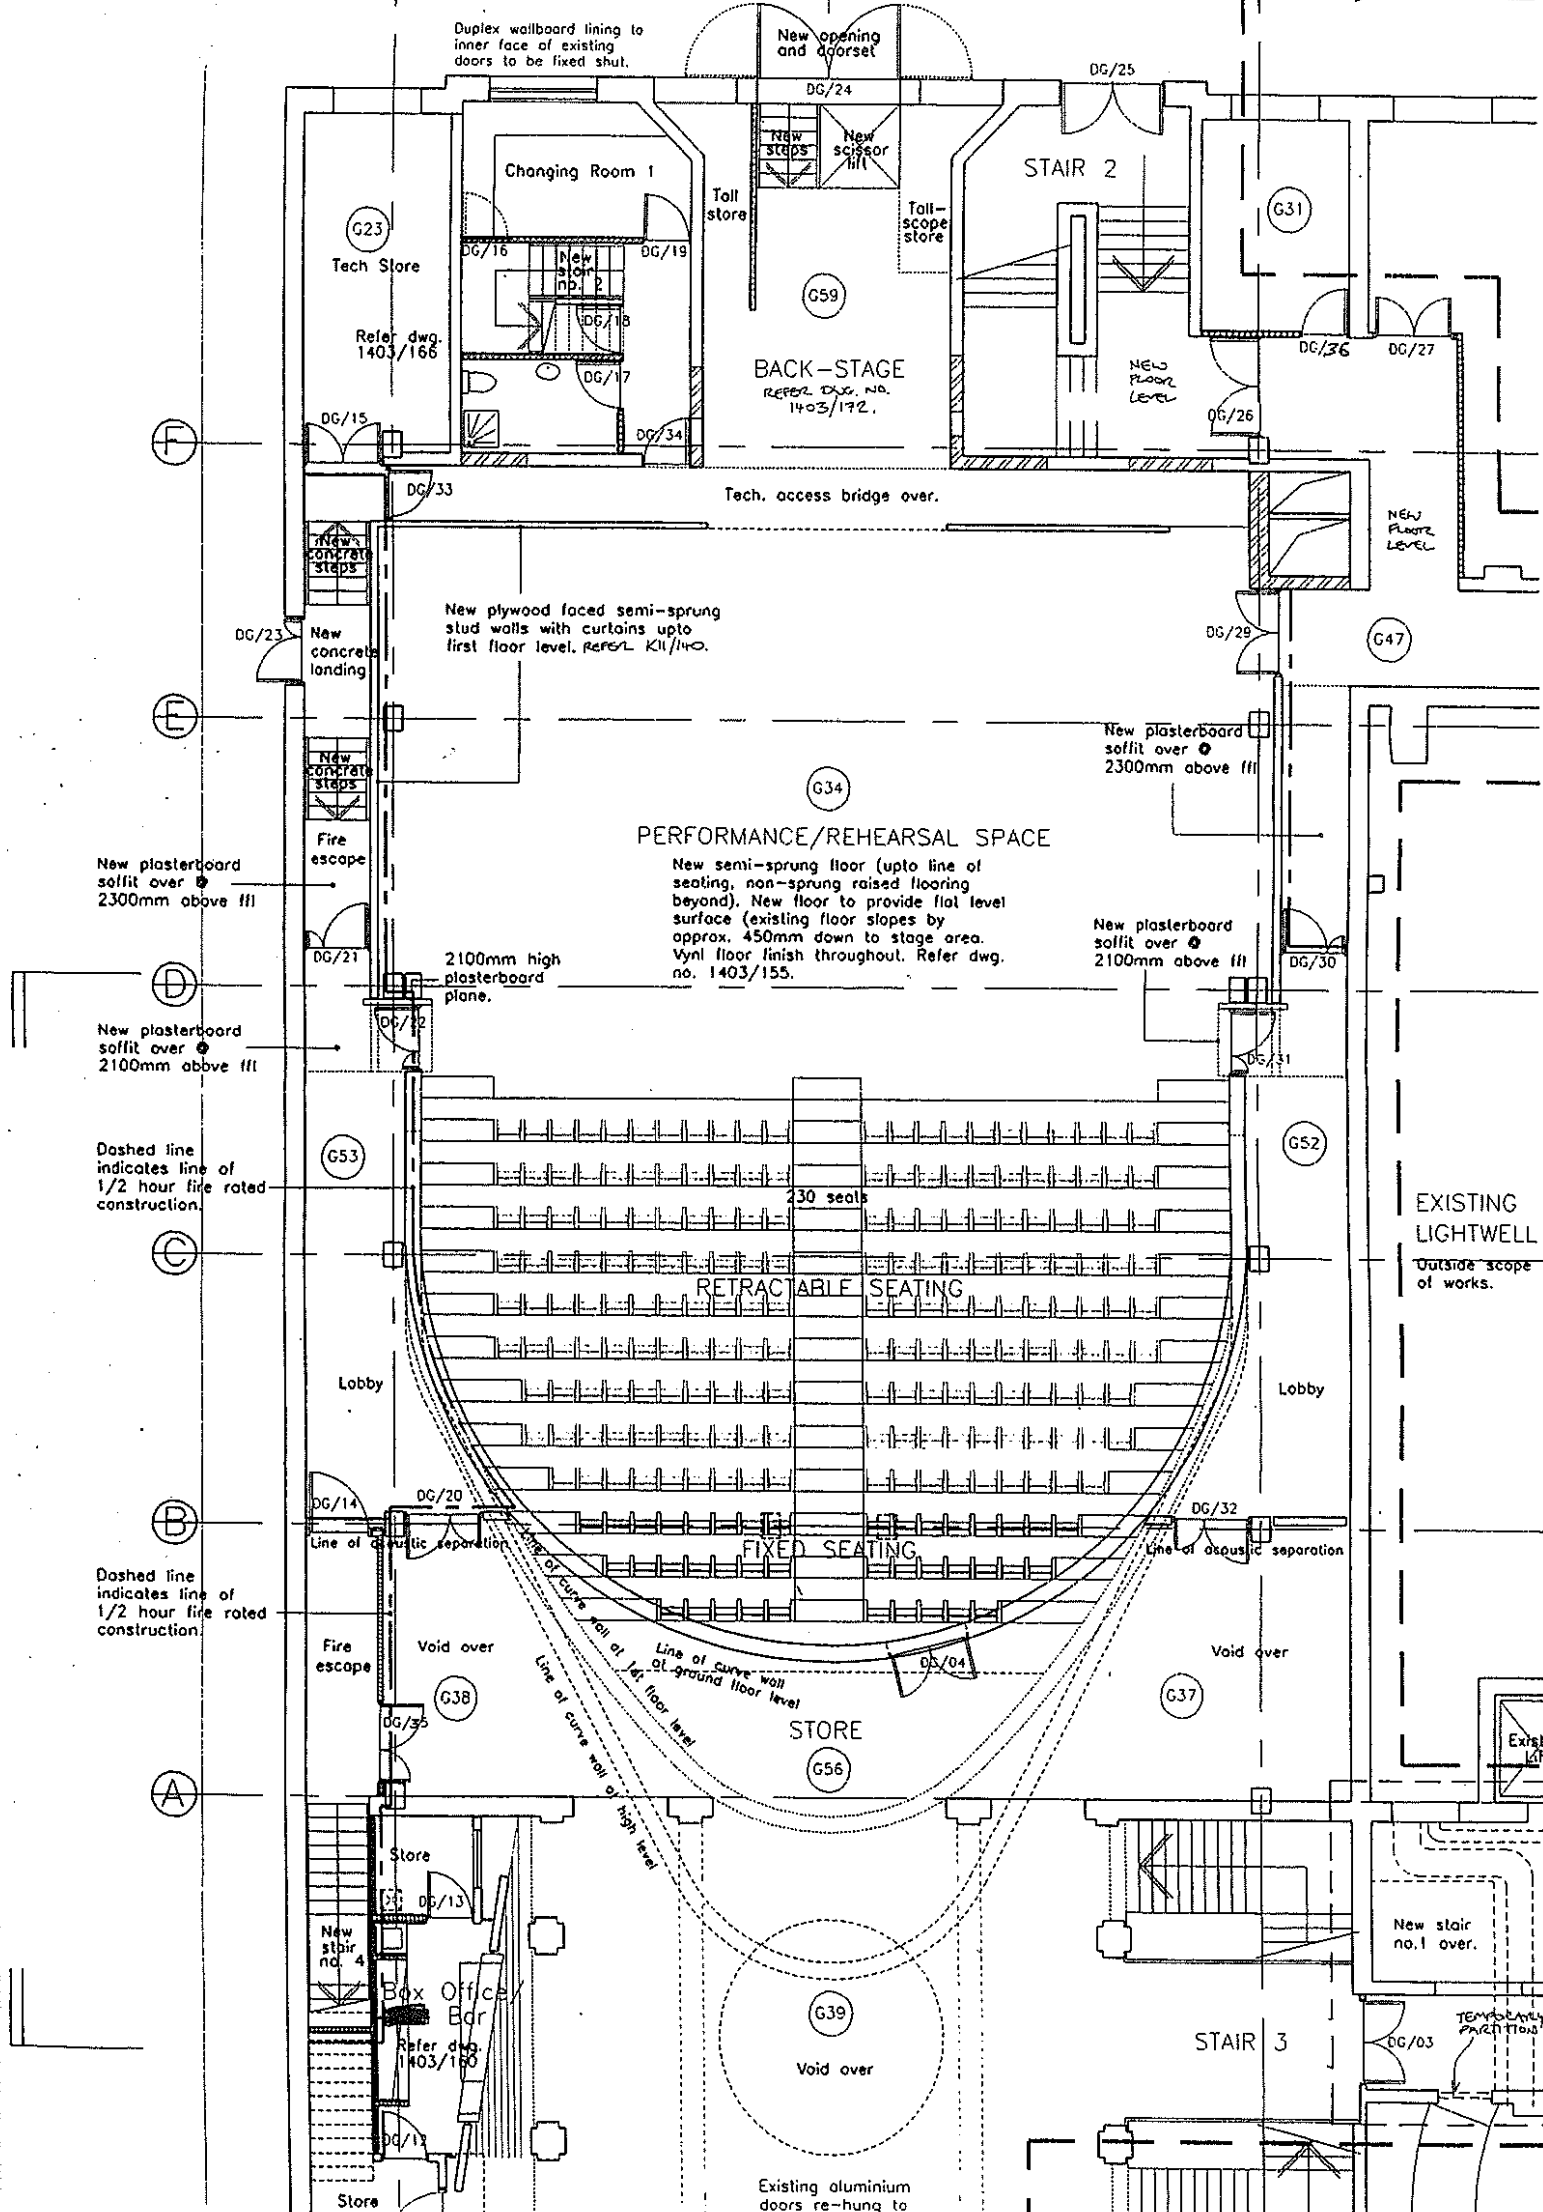 Duplex wallboard lining to
inner face of existing
doors to be fixed shut.
New opening
and doorset
DG/24
DG/25
New
steps
New
scissor
lift
STAIR 2
Changing Room 1
Tall
store
Tall-
scope
store
G23
G31
Tech Store
DG/16
DG/19
New
stair
no. 2
G59
Refer dwg.
1403/166
DG/18
DG/36
DG/27
BACK-STAGE
REFER DWG. NO.
1403/172.
NEW
FLOOR
LEVEL
DG/17
DG/15
DG/26
DG/34
F
DG/33
Tech. access bridge over.
NEW
FLOOR
LEVEL
New
concrete
steps
New plywood faced semi-sprung
stud walls with curtains upto
first floor level. REFER K11/140.
DG/23
New
concrete
landing
DG/29
G47
E
New plasterboard
soffit over @
2300mm above ffl
New
concrete
steps
G34
PERFORMANCE/REHEARSAL SPACE
Fire
escape
New plasterboard
soffit over @
2300mm above ffl
New semi-sprung floor (upto line of
seating, non-sprung raised flooring
beyond). New floor to provide flat level
surface (existing floor slopes by
approx. 450mm down to stage area.
Vynl floor finish throughout. Refer dwg.
no. 1403/155.
New plasterboard
soffit over @
2100mm above ffl
DG/21
2100mm high
plasterboard
plane.
DG/30
D
DG/22
New plasterboard
soffit over @
2100mm above ffl
DG/31
G53
G52
Dashed line
indicates line of
1/2 hour fire rated
construction.
230 seats
EXISTING
LIGHTWELL
Outside scope
of works.
C
RETRACTABLE SEATING
Lobby
Lobby
DG/14
DG/20
DG/32
B
Line of acoustic separation
FIXED SEATING
Line of acoustic separation
Dashed line
indicates line of
1/2 hour fire rated
construction.
Line of curve wall at 1st floor level
Line of curve wall
at ground floor level
Line of curve wall at high level
Fire
escape
Void over
Void over
DG/04
G38
G37
DG/35
STORE
G56
A
Store
DG/13
New
stair
no. 4
New stair
no.1 over.
Box Office/
Bar
Refer dwg.
1403/160
G39
Void over
STAIR 3
TEMPORARY
PARTITION
DG/03
DG/12
Store
Existing aluminium
doors re-hung to